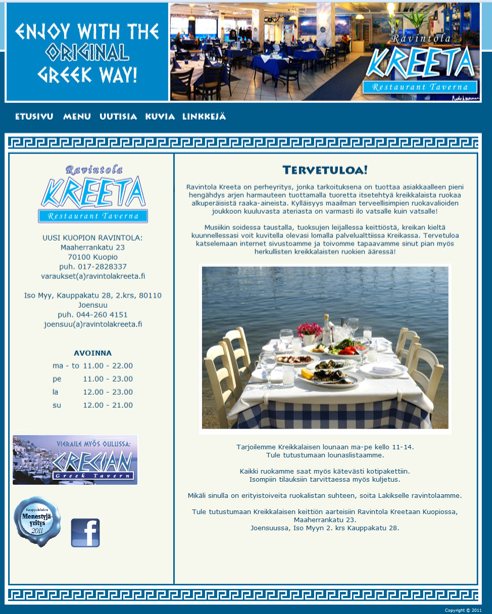 ENJOY WITH THE
ORIGINAL
GREEK WAY!
Ravintola
KREETA
Restaurant Taverna
ETUSIVU MENU UUTISIA KUVIA LINKKEJÄ
Ravintola
KREETA
Restaurant Taverna
UUSI KUOPION RAVINTOLA:
Maaherrankatu 23
70100 Kuopio
puh. 017-2828337
varaukset(a)ravintolakreeta.fi
Iso Myy, Kauppakatu 28, 2.krs, 80110
Joensuu
puh. 044-260 4151
joensuu(a)ravintolakreeta.fi
AVOINNA
ma - to 11.00 - 22.00
pe 11.00 - 23.00
la 12.00 - 23.00
su 12.00 - 21.00
VIERAILE MYÖS OULUSSA:
GRECIAN
Greek Tavern
Menestyjä-
yritys
2011
f
TERVETULOA!
Ravintola Kreeta on perheyritys, jonka tarkoituksena on tuottaa asiakkaalleen pieni
hengähdys arjen harmauteen tuottamalla tuoretta itsetehtyä kreikkalaista ruokaa
alkuperäisistä raaka-aineista. Kylläisyys maailman terveellisimpien ruokavalioiden
joukkoon kuuluvasta ateriasta on varmasti ilo vatsalle kuin vatsalle!
Musiikin soidessa taustalla, tuoksujen leijallessa keittiöstä, kreikan kieltä
kuunnellessasi voit kuvitella olevasi lomalla palvelualttiissa Kreikassa. Tervetuloa
katselemaan internet sivustoamme ja toivomme tapaavamme sinut pian myös
herkullisten kreikkalaisten ruokien ääressä!
Tarjoilemme Kreikkalaisen lounaan ma-pe kello 11-14.
Tule tutustumaan lounaslistaamme.
Kaikki ruokamme saat myös kätevästi kotipakettiin.
Isompiin tilauksiin tarvittaessa myös kuljetus.
Mikäli sinulla on erityistoiveita ruokalistan suhteen, soita Lakikselle ravintolaamme.
Tule tutustumaan Kreikkalaisen keittiön aarteisiin Ravintola Kreetaan Kuopiossa,
Maaherrankatu 23.
Joensuussa, Iso Myyn 2. krs Kauppakatu 28.
Copyright © 2011